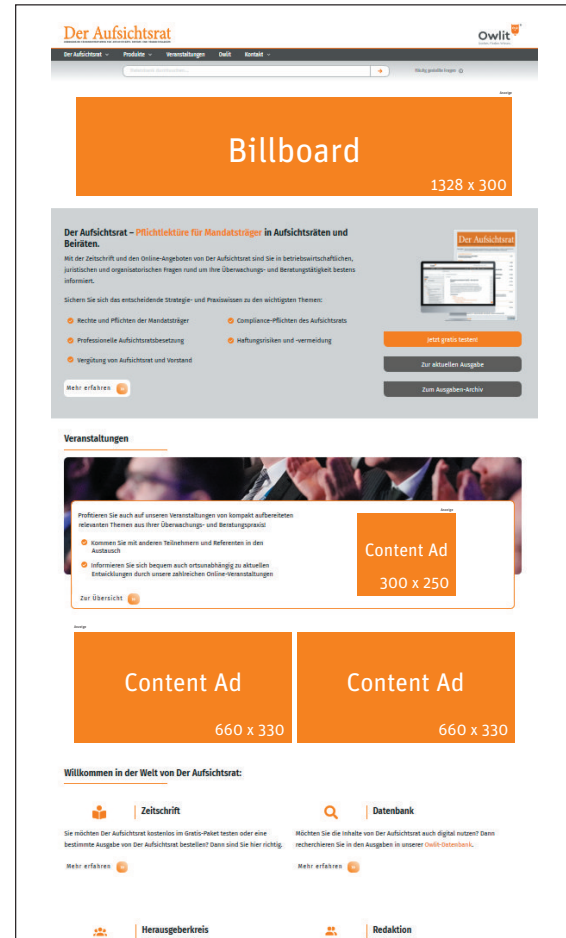 Der Aufsichtsrat
Owlit
Der Aufsichtsrat Produkte Veranstaltungen Owlit Kontakt
Häufig gestellte Fragen
Anzeige
Billboard
1328 x 300
Der Aufsichtsrat – Pflichtlektüre für Mandatsträger in Aufsichtsräten und
Beiräten.
Mit der Zeitschrift und den Online-Angeboten von Der Aufsichtsrat sind Sie in betriebswirtschaftlichen,
juristischen und organisatorischen Fragen rund um Ihre Überwachungs- und Beratungstätigkeit bestens
informiert.
Sichern Sie sich das entscheidende Strategie- und Praxiswissen zu den wichtigsten Themen:
Rechte und Pflichten der Mandatsträger
Compliance-Pflichten des Aufsichtsrats
Professionelle Aufsichtsratsbesetzung
Haftungsrisiken und -vermeidung
Vergütung von Aufsichtsrat und Vorstand
Mehr erfahren
Der Aufsichtsrat
Jetzt gratis testen!
Zur aktuellen Ausgabe
Zum Ausgaben-Archiv
Veranstaltungen
Profitieren Sie auch auf unseren Veranstaltungen von kompakt aufbereiteten
relevanten Themen aus Ihrer Überwachungs- und Beratungspraxis!
Kommen Sie mit anderen Teilnehmern und Referenten in den
Austausch
Informieren Sie sich bequem auch ortsunabhängig zu aktuellen
Entwicklungen durch unsere zahlreichen Online-Veranstaltungen
Zur Übersicht
Anzeige
Content Ad
300 x 250
Anzeige
Content Ad
660 x 330
Content Ad
660 x 330
Willkommen in der Welt von Der Aufsichtsrat:
Zeitschrift
Sie möchten Der Aufsichtsrat kostenlos im Gratis-Paket testen oder eine
bestimmte Ausgabe von Der Aufsichtsrat bestellen? Dann sind Sie hier richtig.
Mehr erfahren
Datenbank
Möchten Sie die Inhalte von Der Aufsichtsrat auch digital nutzen? Dann
recherchieren Sie in den Ausgaben in unserer Owlit-Datenbank.
Mehr erfahren
Herausgeberkreis
Redaktion